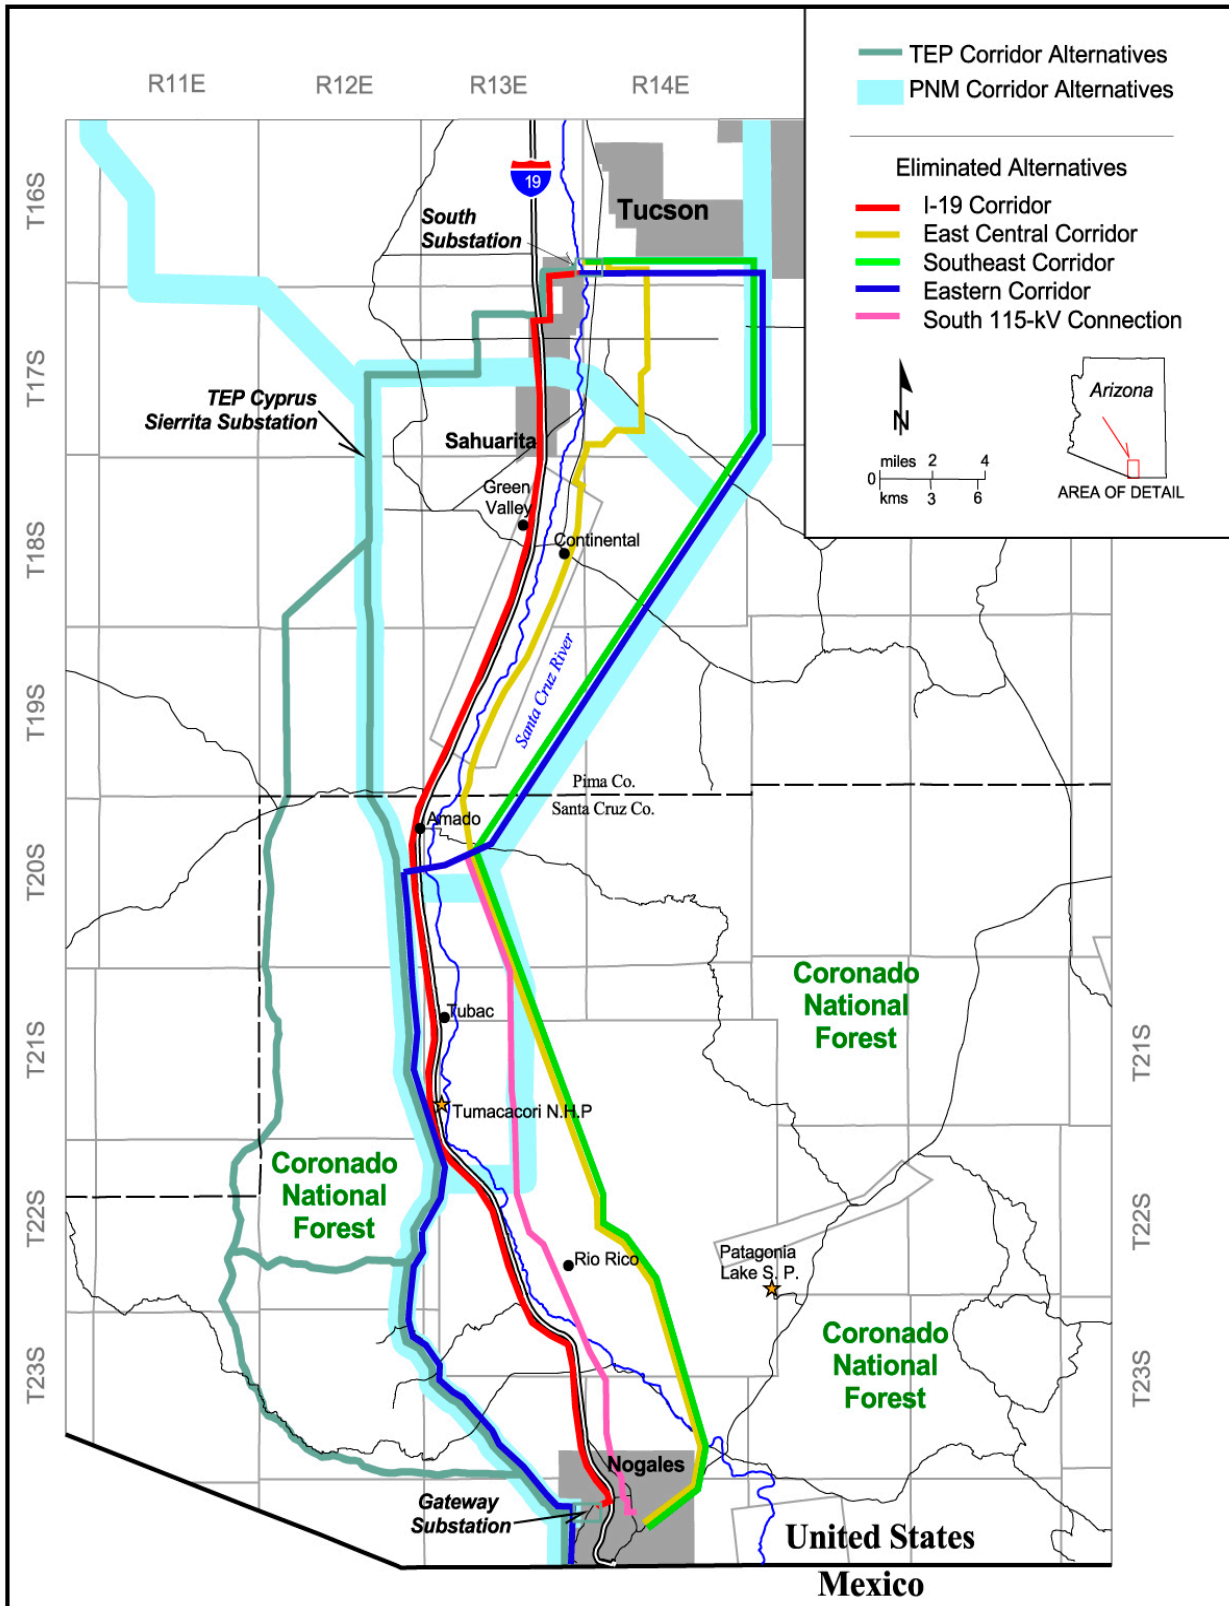 TEP Corridor Alternatives
PNM Corridor Alternatives
Eliminated Alternatives
I-19 Corridor
East Central Corridor
Southeast Corridor
Eastern Corridor
South 115-kV Connection
N
miles 2 4
0
kms 3 6
Arizona
AREA OF DETAIL
R11E R12E R13E R14E
T16S
T17S
T18S
T19S
T20S
T21S
T22S
T23S
T21S
T22S
T23S
19
Tucson
South
Substation
TEP Cyprus
Sierrita Substation
Sahuarita
Green
Valley
Continental
Santa Cruz River
Pima Co.
Santa Cruz Co.
Amado
Tubac
Tumacacori N.H.P
Coronado
National
Forest
Coronado
National
Forest
Rio Rico
Patagonia
Lake S. P.
Coronado
National
Forest
Nogales
Gateway
Substation
United States
Mexico